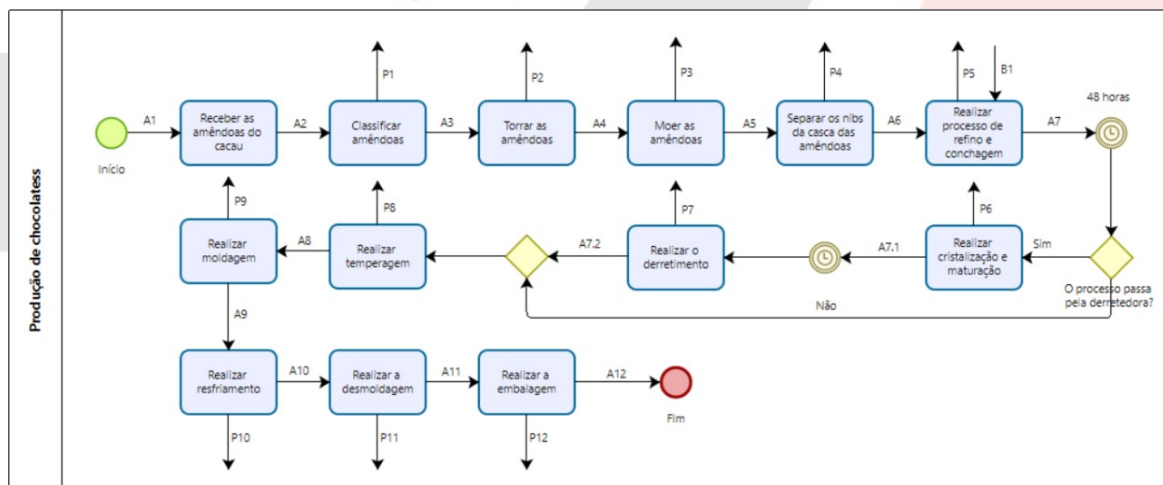 Produção de chocolatess
Início
A1
Receber as
amêndoas do
cacau
A2
P1
Classificar
amêndoas
A3
P2
Torrar as
amêndoas
A4
P3
Moer as
amêndoas
A5
P4
Separar os nibs
da casca das
amêndoas
A6
P5
B1
Realizar
processo de
refino e
conchagem
A7
48 horas
O processo passa
pela derretedora?
Sim
Não
P6
Realizar
cristalização e
maturação
A7.1
P7
Realizar o
derretimento
A7.2
P8
Realizar
temperagem
A8
P9
Realizar
moldagem
A9
Realizar
resfriamento
P10
A10
Realizar a
desmoldagem
P11
A11
Realizar a
embalagem
P12
A12
Fim